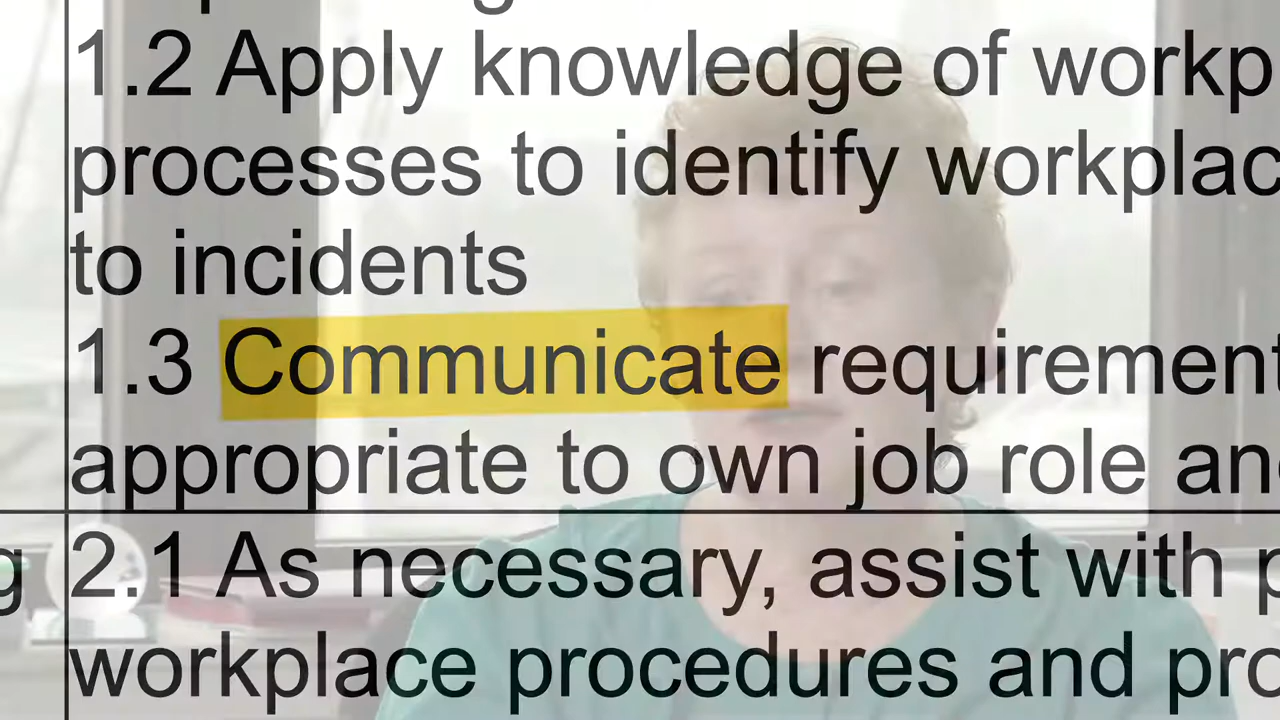 1.2 Apply knowledge of workp
processes to identify workplac
to incidents
1.3 Communicate requirement
appropriate to own job role an
g 2.1 As necessary, assist with p
workplace procedures and pro